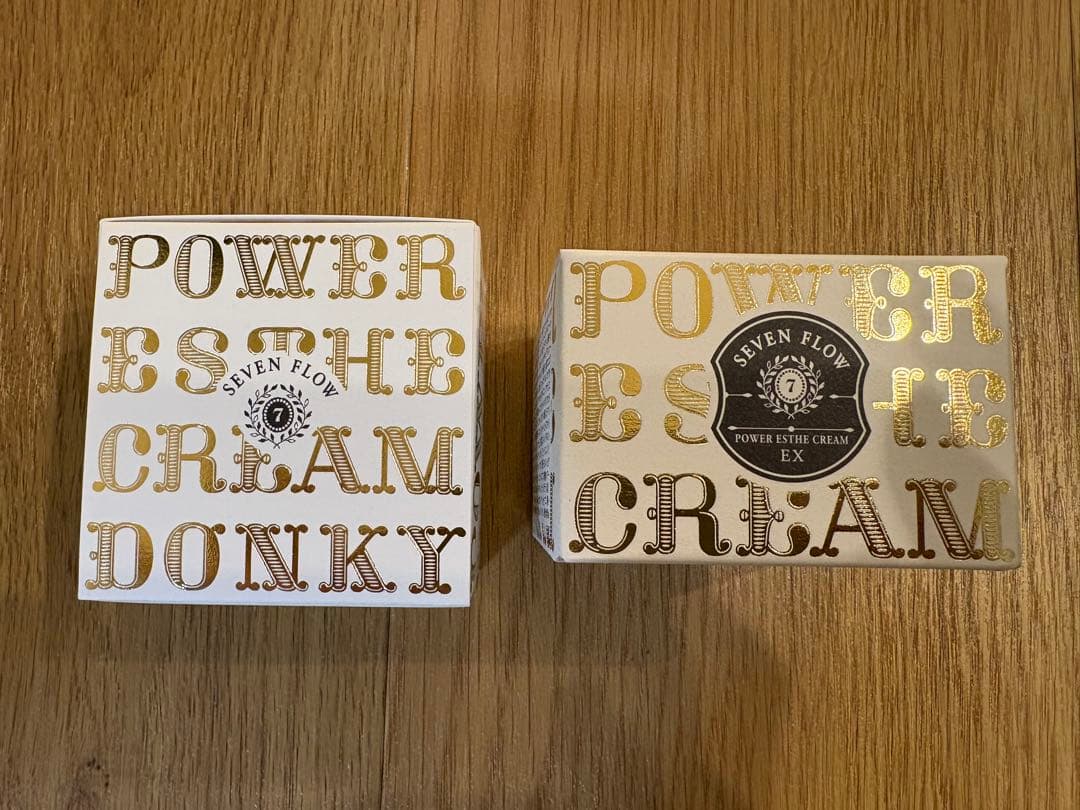 POWER
ESTHE
CREAM
DONKY
SEVEN FLOW
7
POWER
ESTHE
CREAM
SEVEN FLOW
7
POWER ESTHE CREAM
EX